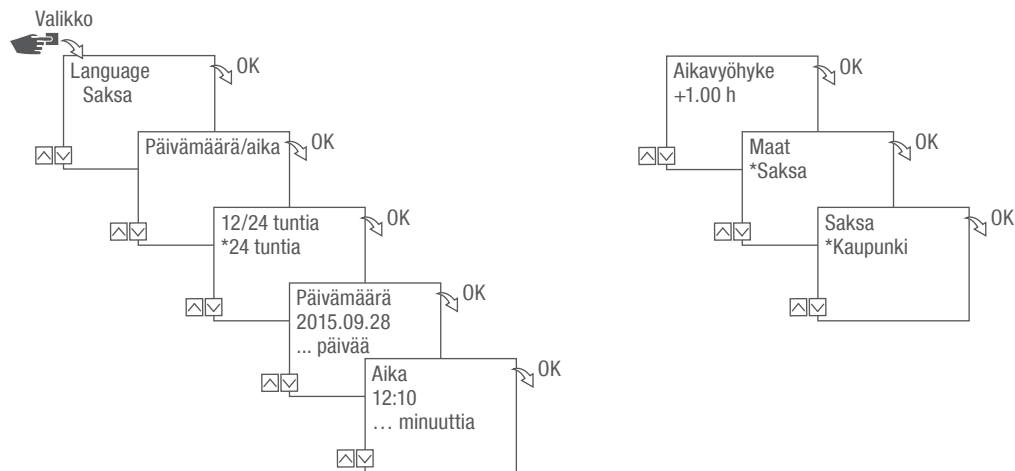 Valikko
Language
Saksa
OK
Päivämäärä/aika
OK
12/24 tuntia
*24 tuntia
OK
Päivämäärä
2015.09.28
... päivää
OK
Aika
12:10
... minuuttia
OK
Aikavyöhyke
+1.00 h
OK
Maat
*Saksa
OK
Saksa
*Kaupunki
OK